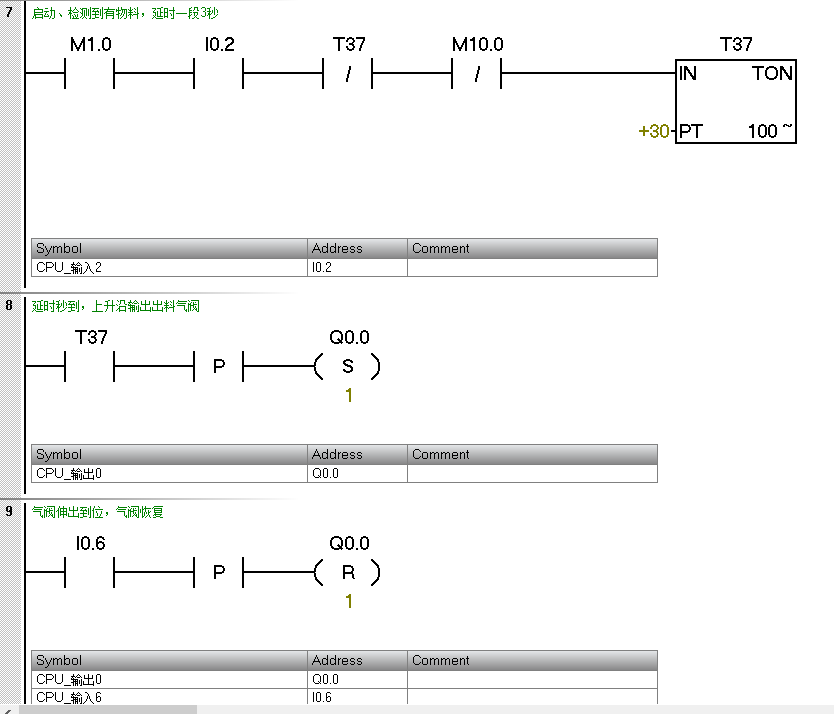 7 启动、检测到有物料，延时一段3秒
M1.0 I0.2 T37 M10.0 T37
/ / IN TON
+30 PT 100 ~
Symbol Address Comment
CPU_输入2 I0.2
8 延时秒到，上升沿输出出料气阀
T37 Q0.0
P S
1
Symbol Address Comment
CPU_输出0 Q0.0
9 气阀伸出到位，气阀恢复
I0.6 Q0.0
P R
1
Symbol Address Comment
CPU_输出0 Q0.0
CPU_输入6 I0.6